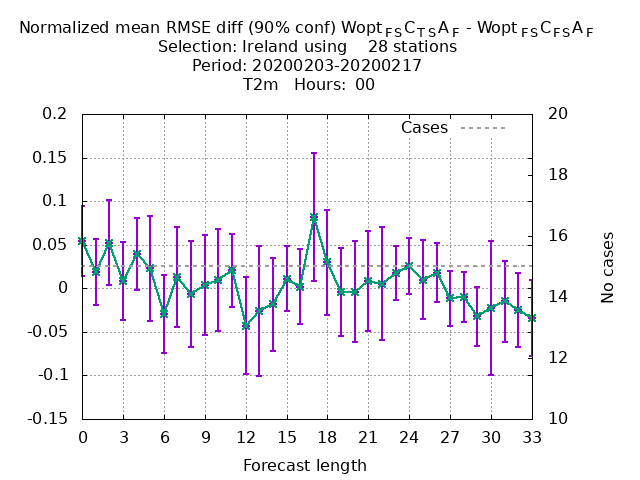 Normalized mean RMSE diff (90% conf) Wopt FS C TS A F - Wopt FS C FS A F
Selection: Ireland using 28 stations
Period: 20200203-20200217
T2m Hours: 00
Cases
0.2
0.15
0.1
0.05
0
-0.05
-0.1
-0.15
20
18
16
14
12
10
No cases
0 3 6 9 12 15 18 21 24 27 30 33
Forecast length